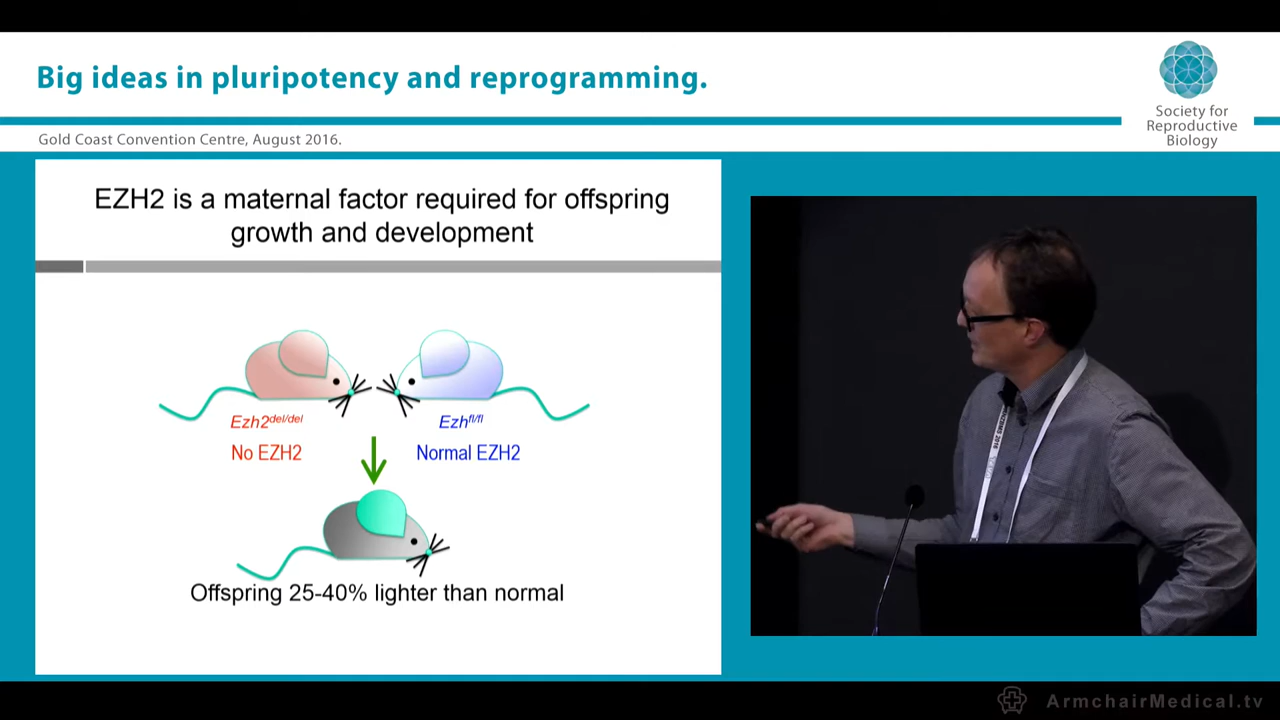 Big ideas in pluripotency and reprogramming.
Society for
Reproductive
Biology
Gold Coast Convention Centre, August 2016.
EZH2 is a maternal factor required for offspring
growth and development
Ezh2del/del
Ezhfl/fl
No EZH2
Normal EZH2
Offspring 25-40% lighter than normal
ArmchairMedical.tv